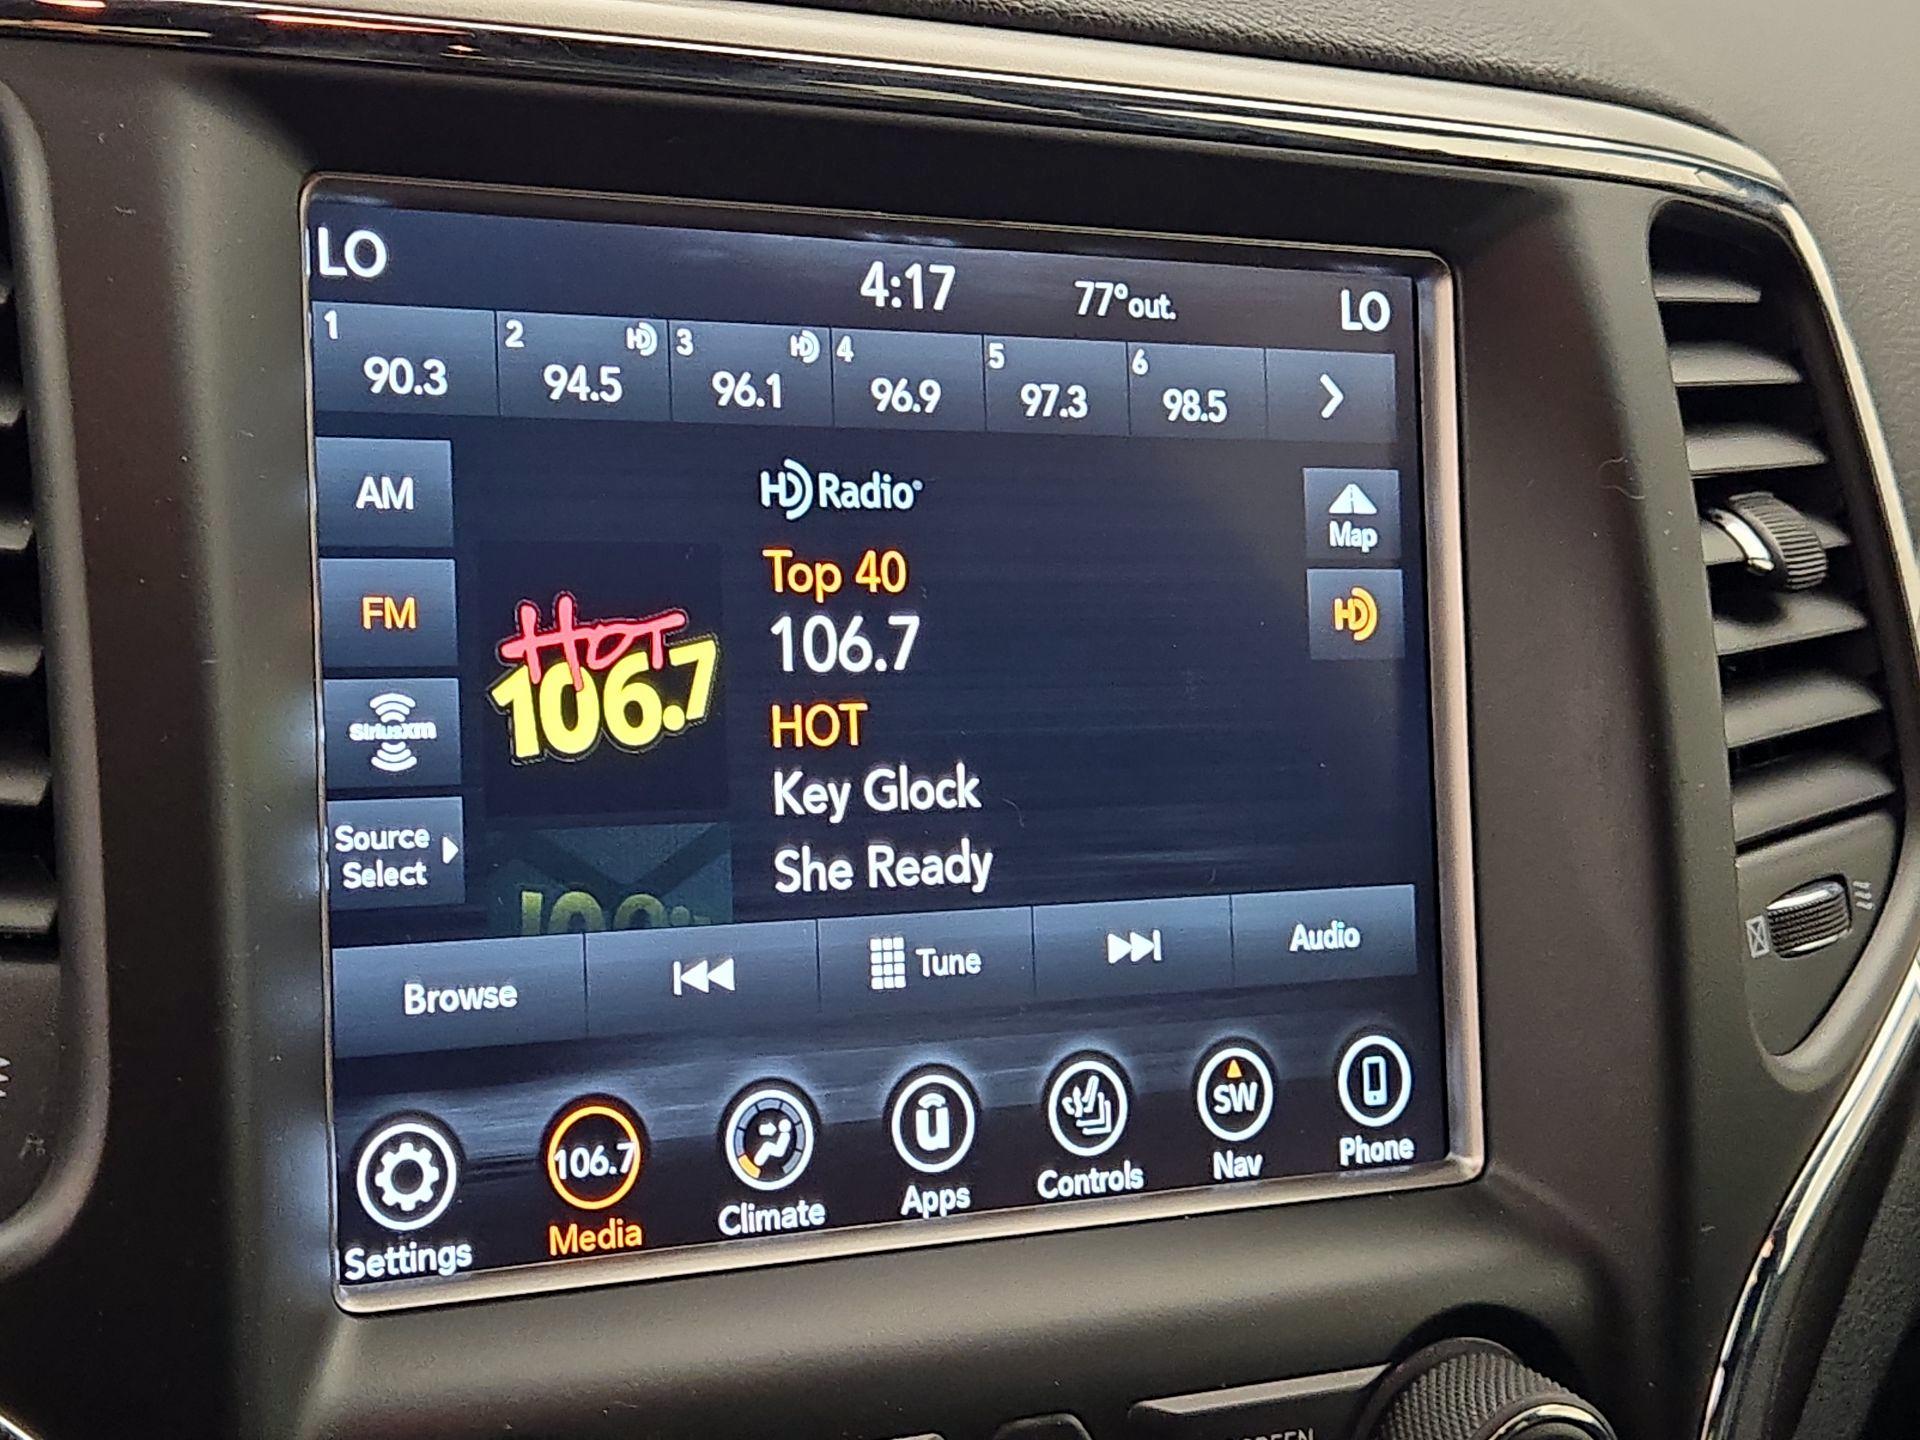 LO 4:17 77°out. LO
1 2 HD 3 HD 4 5 6
90.3 94.5 96.1 96.9 97.3 98.5
AM
FM
SiriusXm
Source
Select
HOT
106.7
HD Radio®
Top 40
106.7
HOT
Key Glock
She Ready
Map
HD
Browse Tune Audio
106.7 SW
Settings Media Climate Apps Controls Nav Phone